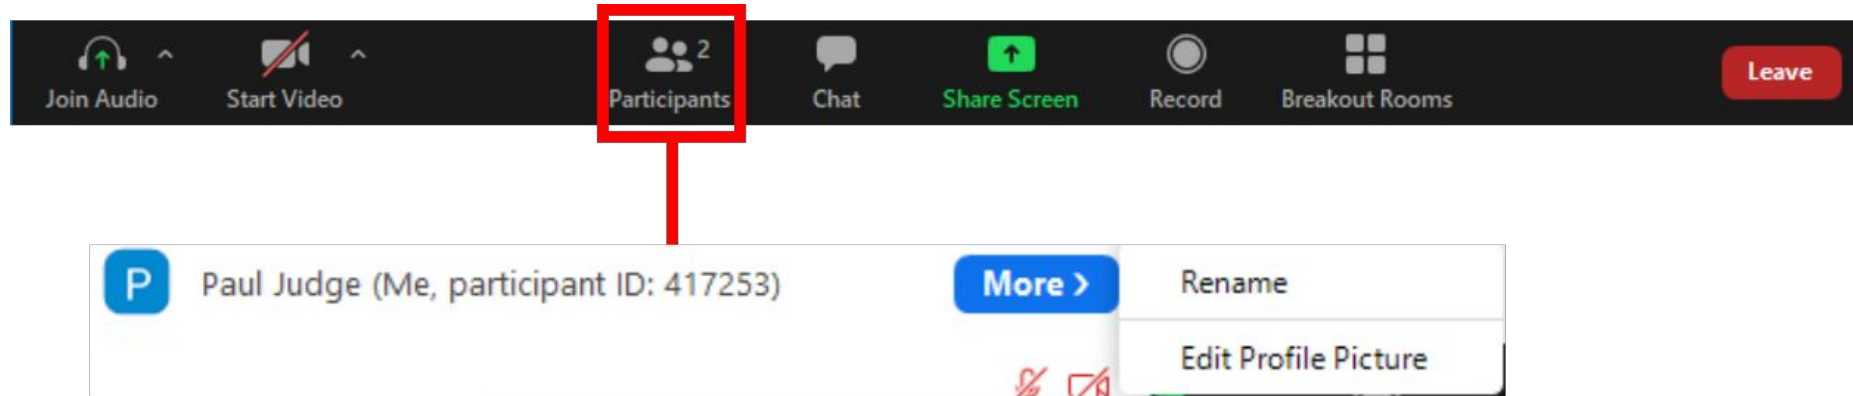 2
Join Audio Start Video Participants Chat Share Screen Record Breakout Rooms Leave
P Paul Judge (Me, participant ID: 417253) More > Rename
Edit Profile Picture